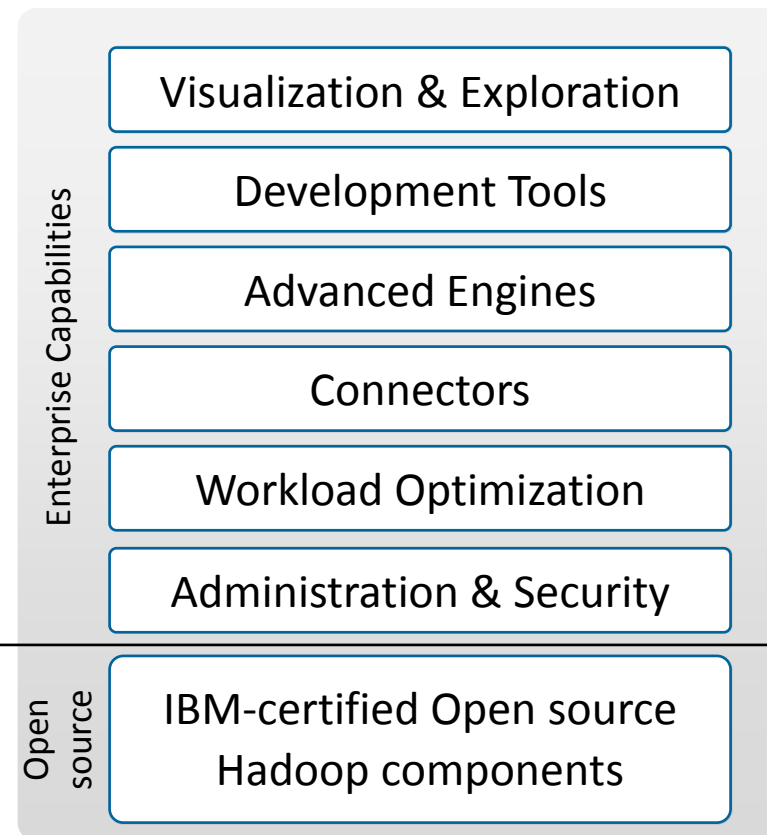 Visualization & Exploration
Development Tools
Advanced Engines
Connectors
Workload Optimization
Administration & Security
Enterprise Capabilities
IBM-certified Open source
Hadoop components
Open
source